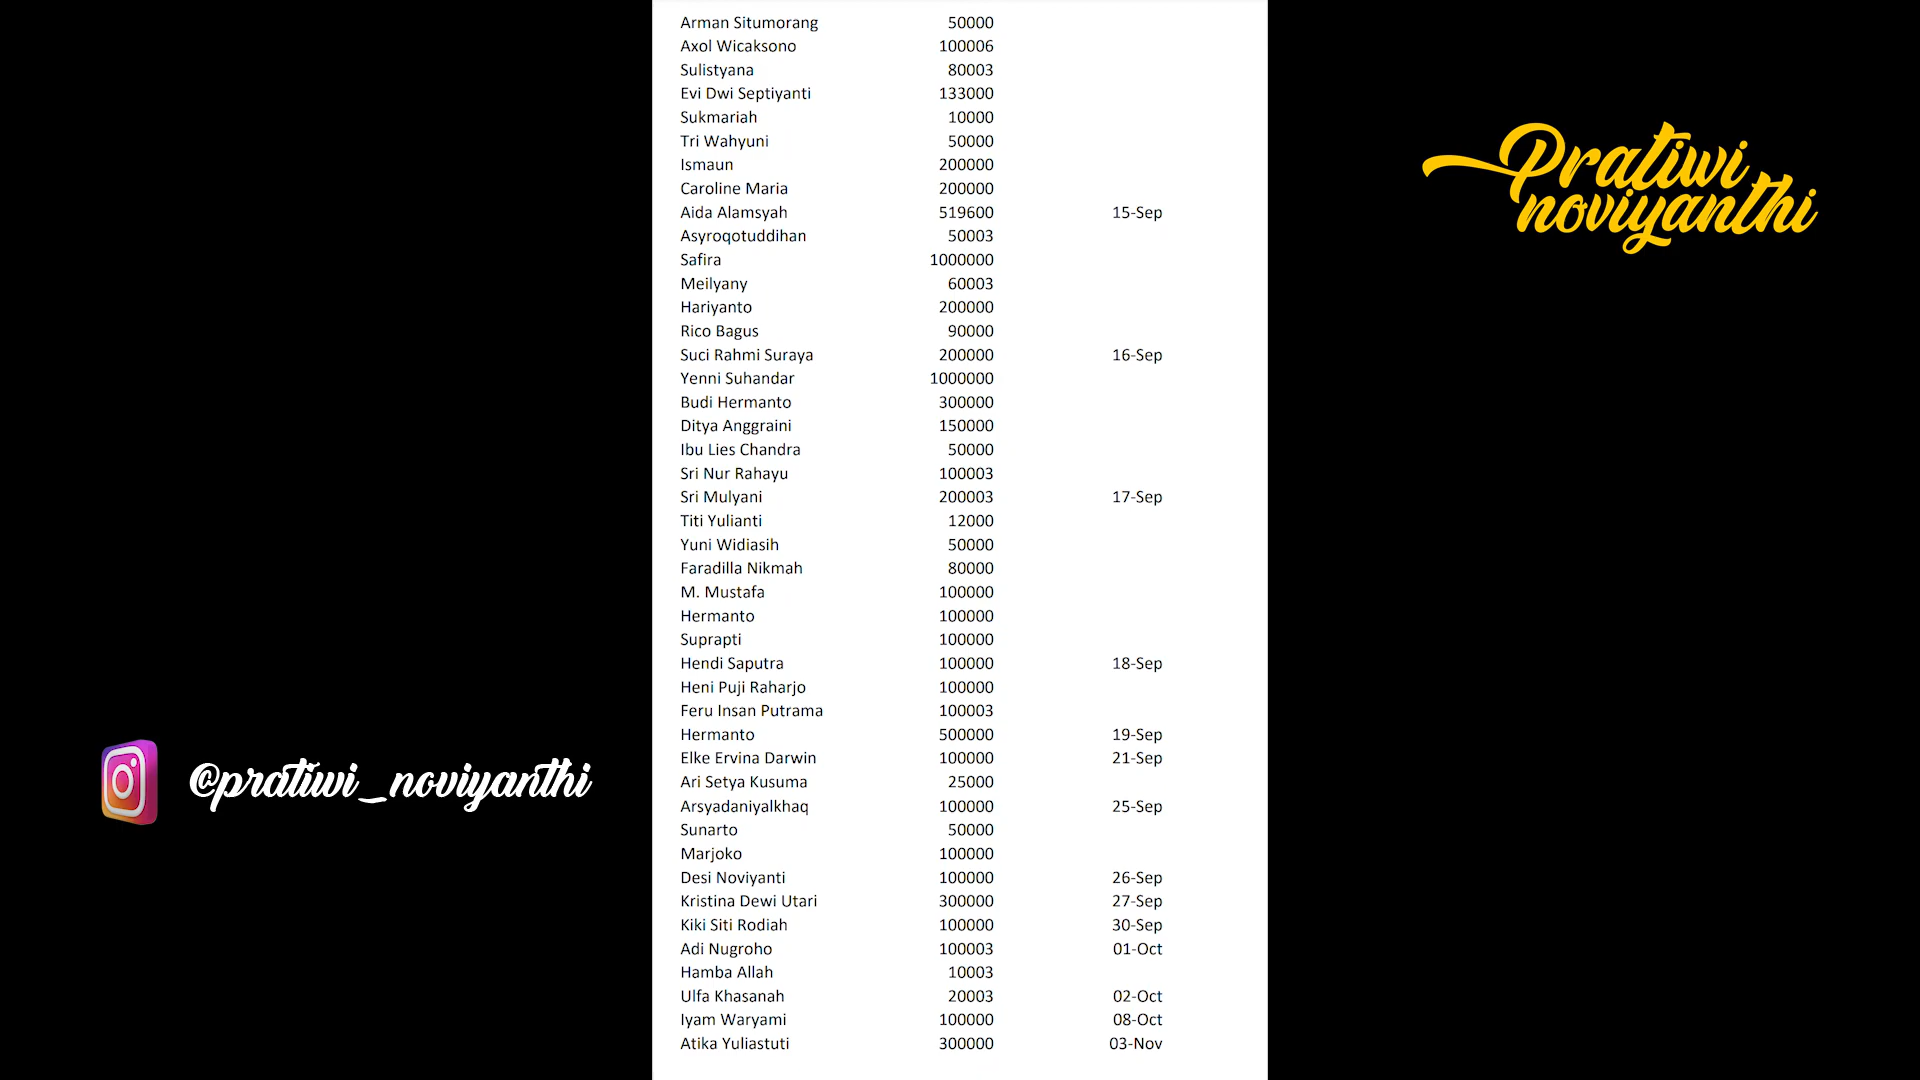 Arman Situmorang 50000
Axol Wicaksono 100006
Sulistyana 80003
Evi Dwi Septiyanti 133000
Sukmariah 10000
Tri Wahyuni 50000
Ismaun 200000
Caroline Maria 200000
Aida Alamsyah 519600 15-Sep
Asyroqotuddihan 50003
Safira 1000000
Meilyany 60003
Hariyanto 200000
Rico Bagus 90000
Suci Rahmi Suraya 200000 16-Sep
Yenni Suhandar 1000000
Budi Hermanto 300000
Ditya Anggraini 150000
Ibu Lies Chandra 50000
Sri Nur Rahayu 100003
Sri Mulyani 200003 17-Sep
Titi Yulianti 12000
Yuni Widiasih 50000
Faradilla Nikmah 80000
M. Mustafa 100000
Hermanto 100000
Suprapti 100000
Hendi Saputra 100000 18-Sep
Heni Puji Raharjo 100000
Feru Insan Putrama 100003
Hermanto 500000 19-Sep
Elke Ervina Darwin 100000 21-Sep
Ari Setya Kusuma 25000
Arsyadaniyalkhaq 100000 25-Sep
Sunarto 50000
Marjoko 100000
Desi Noviyanti 100000 26-Sep
Kristina Dewi Utari 300000 27-Sep
Kiki Siti Rodiah 100000 30-Sep
Adi Nugroho 100003 01-Oct
Hamba Allah 10003
Ulfa Khasanah 20003 02-Oct
Iyam Waryami 100000 08-Oct
Atika Yuliastuti 300000 03-Nov
Pratiwi
noviyanthi
@pratiwi_noviyanthi